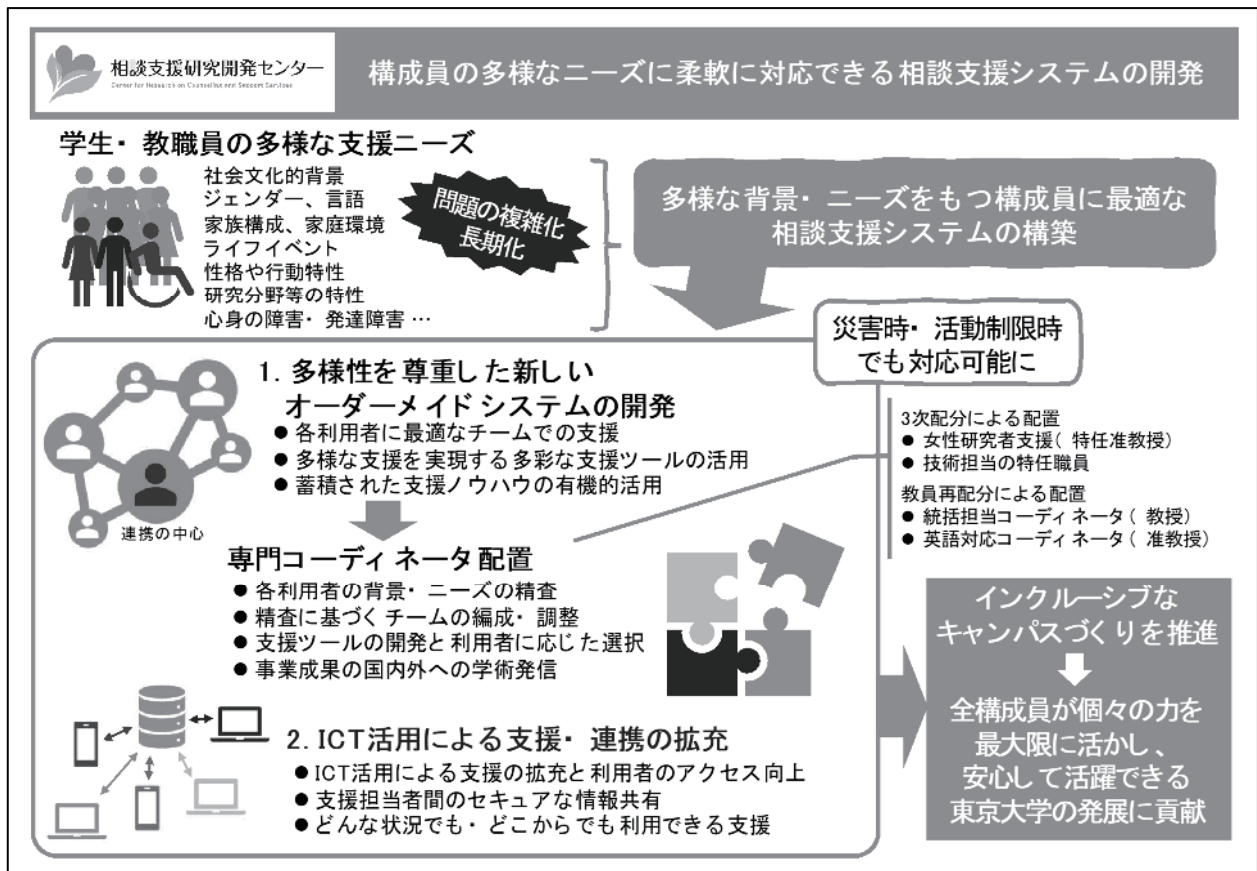 相談支援研究開発センター
Center for Research on Counseling and Support Services
構成員の多様なニーズに柔軟に対応できる相談支援システムの開発
学生・教職員の多様な支援ニーズ
社会文化的背景
ジェンダー、言語
家族構成、家庭環境
ライフイベント
性格や行動特性
研究分野等の特性
心身の障害・発達障害…
問題の複雑化
長期化
多様な背景・ニーズをもつ構成員に最適な
相談支援システムの構築
災害時・活動制限時
でも対応可能に
1. 多様性を尊重した新しい
オーダーメイドシステムの開発
● 各利用者に最適なチームでの支援
● 多様な支援を実現する多彩な支援ツールの活用
● 蓄積された支援ノウハウの有機的活用
連携の中心
専門コーディネータ配置
● 各利用者の背景・ニーズの精査
● 精査に基づくチームの編成・調整
● 支援ツールの開発と利用者に応じた選択
● 事業成果の国内外への学術発信
3次配分による配置
● 女性研究者支援(特任准教授)
● 技術担当の特任職員
教員再配分による配置
● 統括担当コーディネータ(教授)
● 英語対応コーディネータ(准教授)
2. ICT活用による支援・連携の拡充
● ICT活用による支援の拡充と利用者のアクセス向上
● 支援担当者間のセキュアな情報共有
● どんな状況でも・どこからでも利用できる支援
インクルーシブな
キャンパスづくりを推進
全構成員が個々の力を
最大限に活かし、
安心して活躍できる
東京大学の発展に貢献